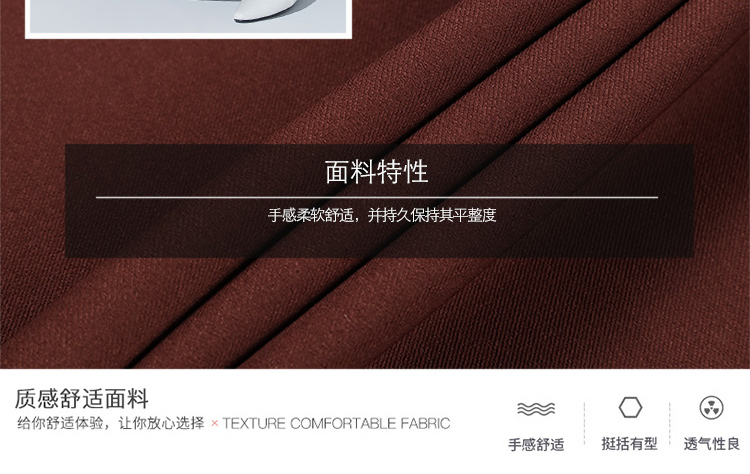 面料特性
手感柔软舒适，并持久保持其平整度
质感舒适面料
给你舒适体验，让你放心选择 × TEXTURE COMFORTABLE FABRIC
手感舒适 挺括有型 透气性良